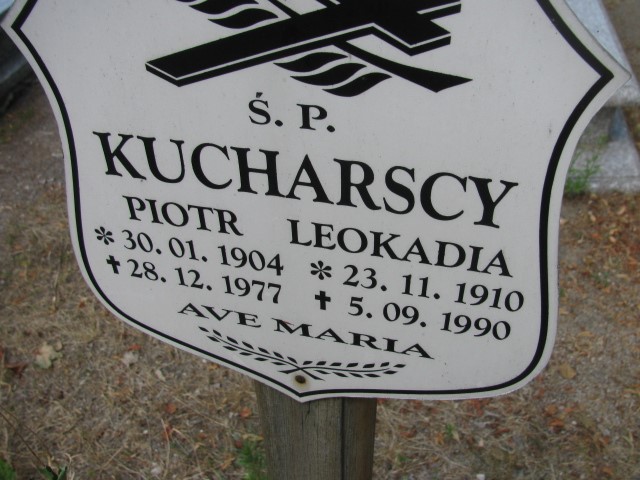 Ś. P.
KUCHARSCY
PIOTR LEOKADIA
* 30. 01. 1904 * 23. 11. 1910
✝ 28. 12. 1977 ✝ 5. 09. 1990
AVE MARIA